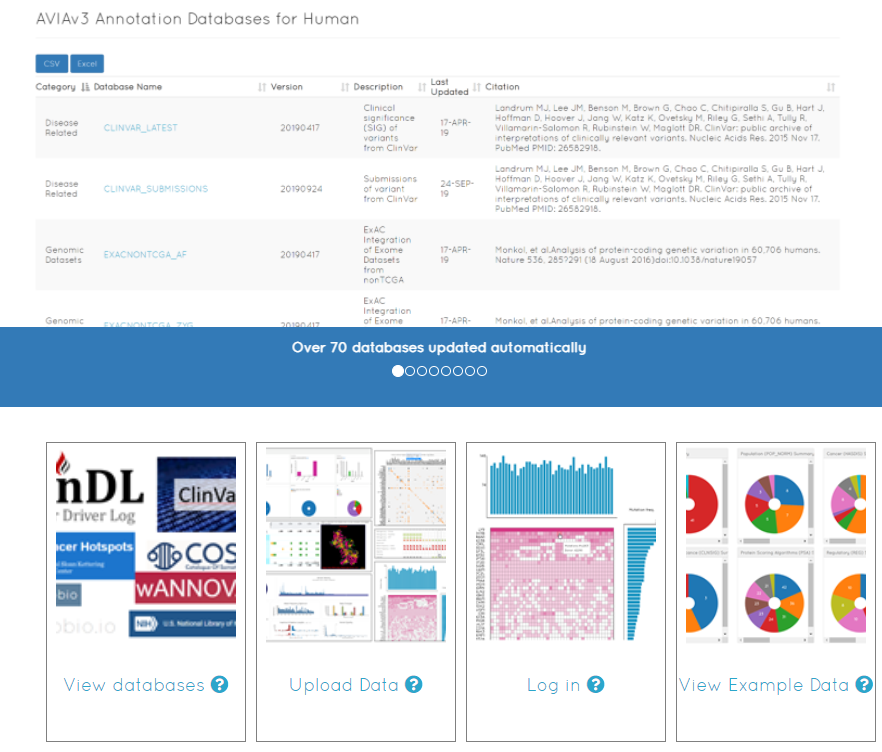 AVIAv3 Annotation Databases for Human
CSV Excel
Category Database Name Version Description Last Updated Citation
Disease Related CLINVAR_LATEST 20190417 Clinical significance (SIG) of variants from ClinVar 17-APR-19 Landrum MJ, Lee JM, Benson M, Brown G, Chao C, Chitipiralla S, Gu B, Hart J,
Hoffman D, Hoover J, Jang W, Katz K, Ovetsky M, Riley G, Sethi A, Tully R,
Villamarin-Salomon R, Rubinstein W, Maglott DR. ClinVar: public archive of
interpretations of clinically relevant variants. Nucleic Acids Res. 2015 Nov 17.
PubMed PMID: 26582918.
Disease Related CLINVAR_SUBMISSIONS 20190924 Submissions of variant from ClinVar 24-SEP-19 Landrum MJ, Lee JM, Benson M, Brown G, Chao C, Chitipiralla S, Gu B, Hart J,
Hoffman D, Hoover J, Jang W, Katz K, Ovetsky M, Riley G, Sethi A, Tully R,
Villamarin-Salomon R, Rubinstein W, Maglott DR. ClinVar: public archive of
interpretations of clinically relevant variants. Nucleic Acids Res. 2015 Nov 17.
PubMed PMID: 26582918.
Genomic Datasets EXACNONTCGA_AF 20190417 ExAC Integration of Exome Datasets from nonTCGA 17-APR-19 Monkol, et al.Analysis of protein-coding genetic variation in 60,706 humans.
Nature 536, 285?291 (18 August 2016)doi:10.1038/nature19057
Genomic EXACNONTCGA_ZYG 20190417 ExAC Integration of Exome 17-APR- Monkol, et al.Analysis of protein-coding genetic variation in 60,706 humans.
Over 70 databases updated automatically
nDL
r Driver Log
ClinVa
cer Hotspots
COS
wANNOV
bio
obio.io
NIH U.S. National Library of
View databases ?
Upload Data ?
Log in ?
View Example Data ?